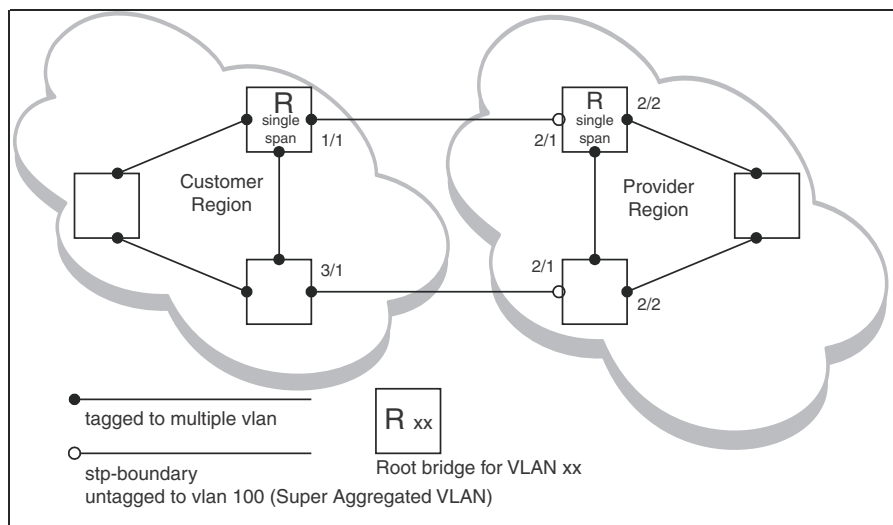 R
single
span
1/1
Customer
Region
3/1
R
single
span
2/1
2/2
Provider
Region
2/1
2/2
tagged to multiple vlan
stp-boundary
untagged to vlan 100 (Super Aggregated VLAN)
R xx
Root bridge for VLAN xx